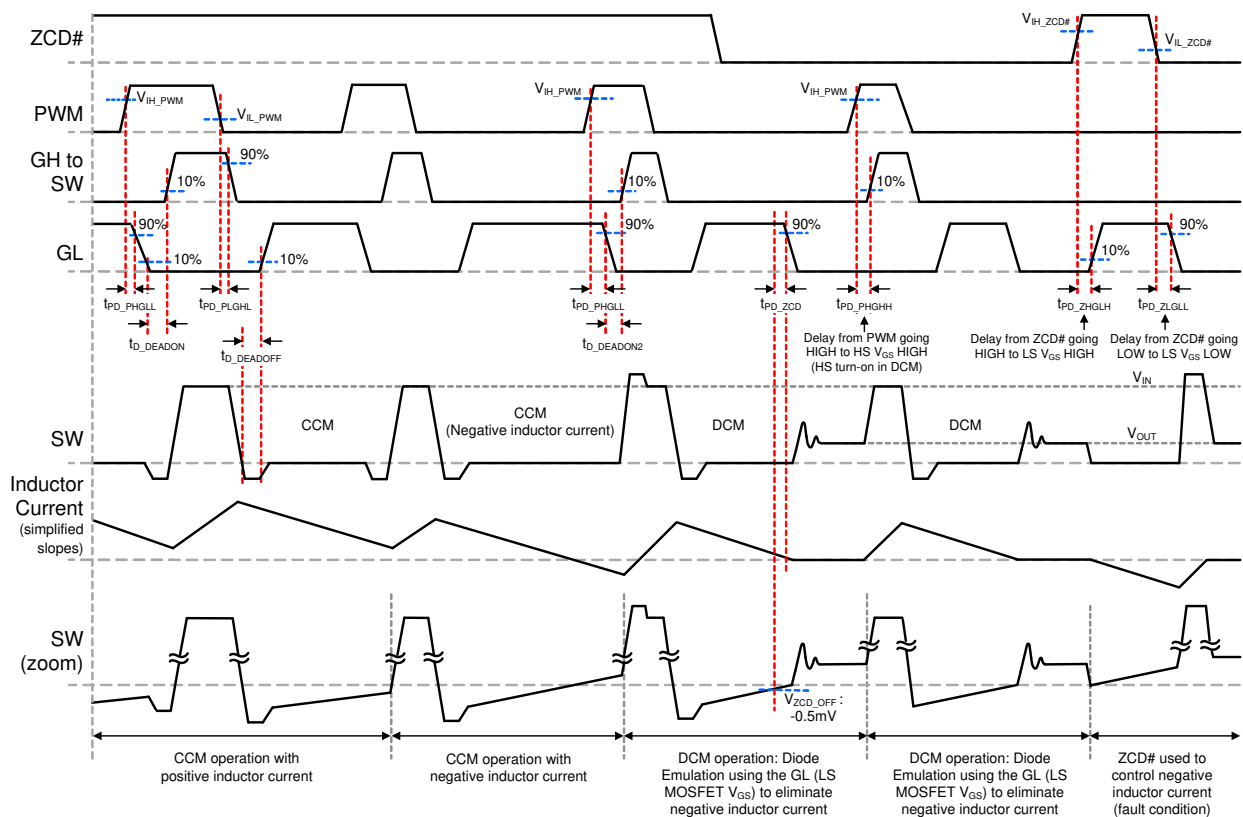 ZCD#
V_IH_ZCD#
V_IL_ZCD#
PWM
V_IH_PWM
V_IL_PWM
V_IH_PWM
V_IH_PWM
GH to
SW
10%
90%
10%
10%
GL
90%
10%
10%
90%
90%
10%
90%
t_PD_PHGLL
t_PD_PLGHL
t_PD_PHGLL
t_PD_ZCD
t_PD_PHGHH
t_PD_ZHGLH
t_PD_ZLGLL
t_D_DEADON
t_D_DEADOFF
t_D_DEADON2
Delay from PWM going
HIGH to HS V_GS HIGH
(HS turn-on in DCM)
Delay from ZCD# going
HIGH to LS V_GS HIGH
Delay from ZCD# going
LOW to LS V_GS LOW
SW
CCM
CCM
(Negative inductor current)
DCM
DCM
V_IN
V_OUT
Inductor
Current
(simplified
slopes)
SW
(zoom)
V_ZCD_OFF :
-0.5mV
CCM operation with
positive inductor current
CCM operation with
negative inductor current
DCM operation: Diode
Emulation using the GL (LS
MOSFET V_GS) to eliminate
negative inductor current
DCM operation: Diode
Emulation using the GL (LS
MOSFET V_GS) to eliminate
negative inductor current
ZCD# used to
control negative
inductor current
(fault condition)